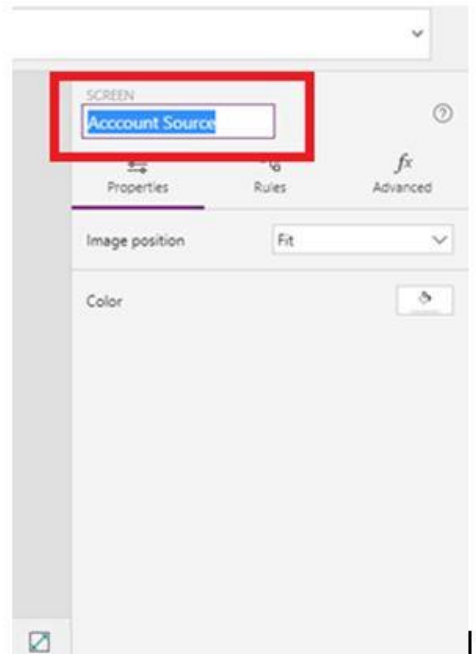 SCREEN
Acccount Source
Properties Rules fx Advanced
Image position Fit
Color